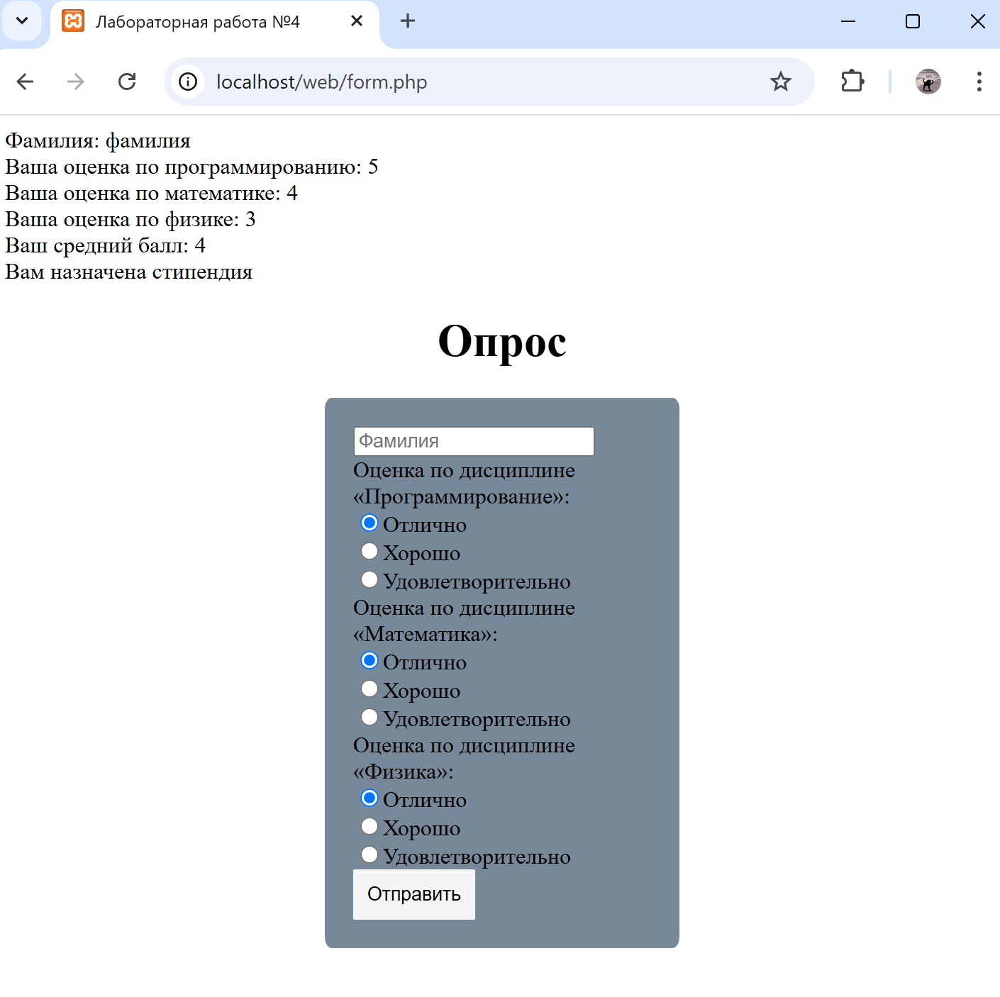 Лабораторная работа №4
localhost/web/form.php
Фамилия: фамилия
Ваша оценка по программированию: 5
Ваша оценка по математике: 4
Ваша оценка по физике: 3
Ваш средний балл: 4
Вам назначена стипендия
Опрос
Фамилия
Оценка по дисциплине
«Программирование»:
Отлично
Хорошо
Удовлетворительно
Оценка по дисциплине
«Математика»:
Отлично
Хорошо
Удовлетворительно
Оценка по дисциплине
«Физика»:
Отлично
Хорошо
Удовлетворительно
Отправить